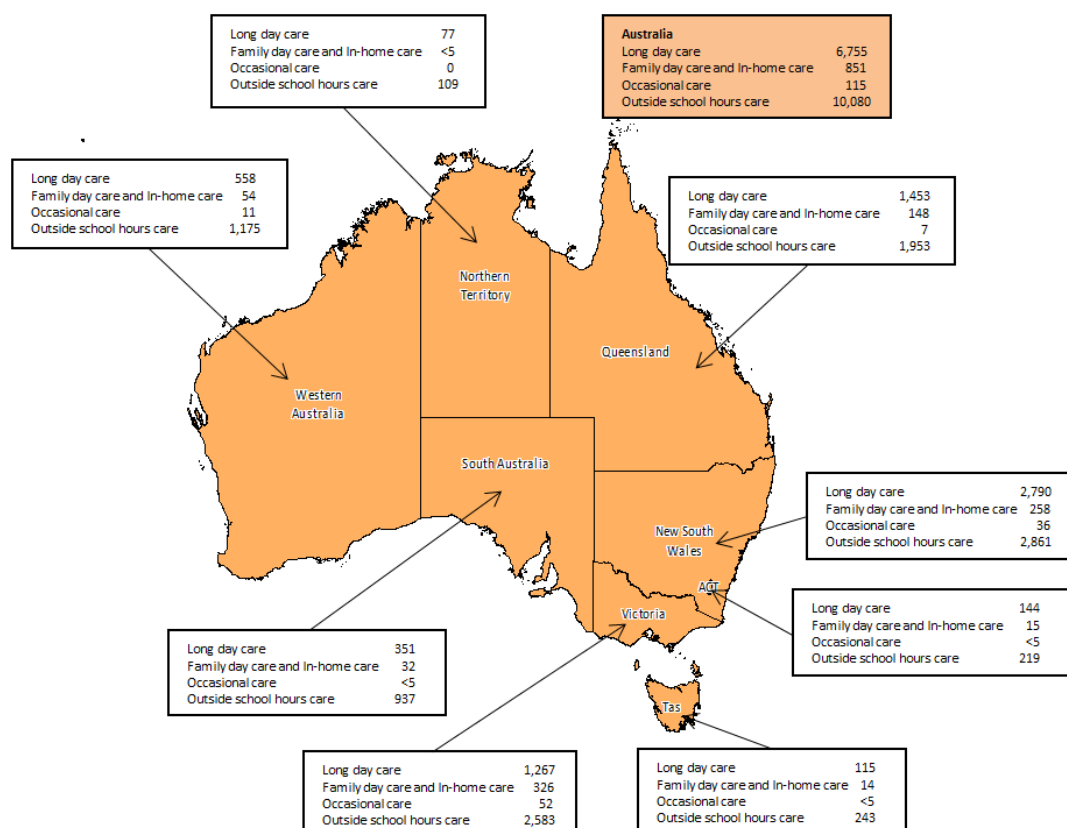 Long day care 77
Family day care and In-home care <5
Occasional care 0
Outside school hours care 109
Australia
Long day care 6,755
Family day care and In-home care 851
Occasional care 115
Outside school hours care 10,080
Long day care 558
Family day care and In-home care 54
Occasional care 11
Outside school hours care 1,175
Long day care 1,453
Family day care and In-home care 148
Occasional care 7
Outside school hours care 1,953
Northern
Territory
Queensland
Western
Australia
South Australia
Long day care 2,790
Family day care and In-home care 258
Occasional care 36
Outside school hours care 2,861
New South
Wales
ACT
Victoria
Long day care 144
Family day care and In-home care 15
Occasional care <5
Outside school hours care 219
Long day care 351
Family day care and In-home care 32
Occasional care <5
Outside school hours care 937
Tas
Long day care 1,267
Family day care and In-home care 326
Occasional care 52
Outside school hours care 2,583
Long day care 115
Family day care and In-home care 14
Occasional care <5
Outside school hours care 243